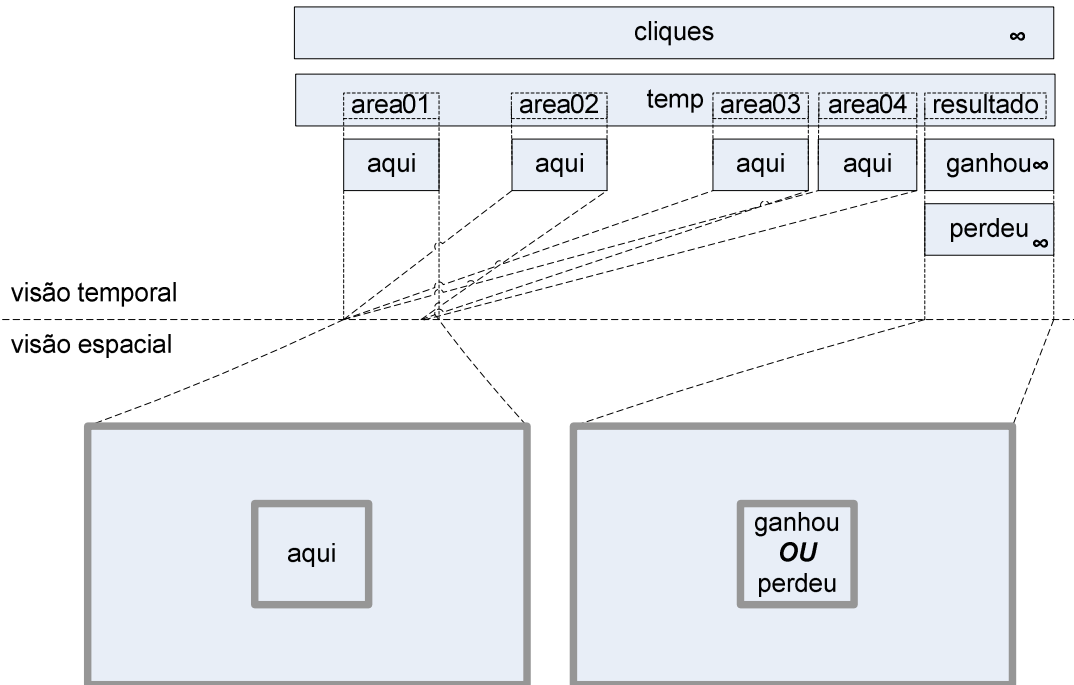 cliques ∞
area01 area02 temp area03 area04 resultado
aqui aqui aqui aqui ganhou ∞
perdeu ∞
visão temporal
visão espacial
aqui
ganhou
OU
perdeu